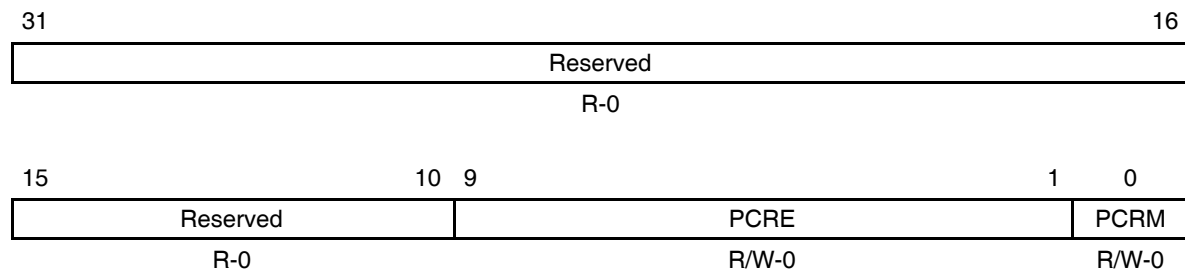 31 16
Reserved
R-0
15 10 9 1 0
Reserved PCRE PCRM
R-0 R/W-0 R/W-0